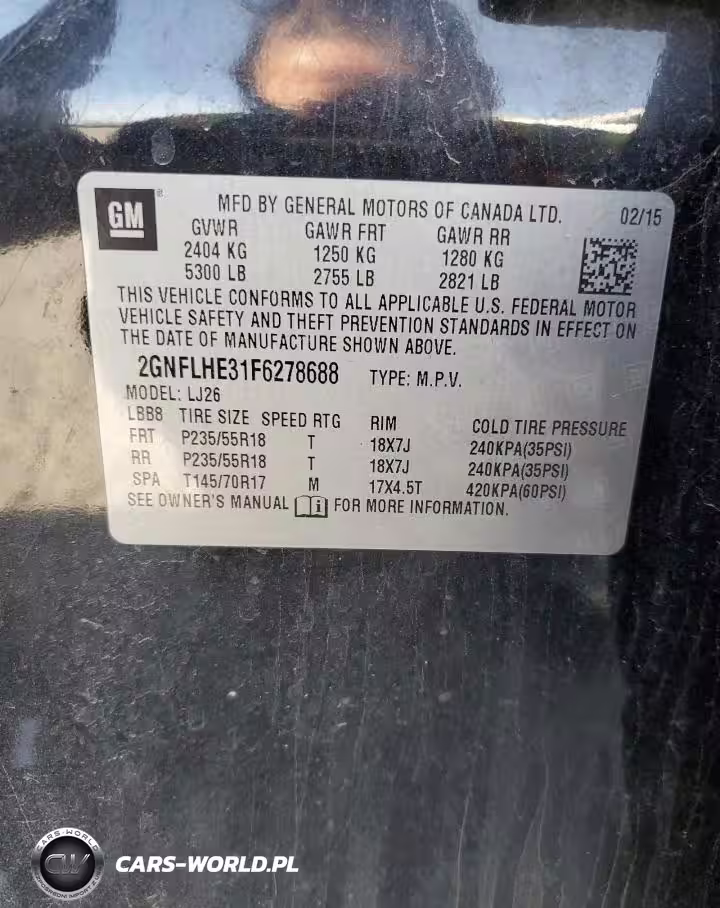 GM
®
MFD BY GENERAL MOTORS OF CANADA LTD. 02/15
GVWR GAWR FRT GAWR RR
2404 KG 1250 KG 1280 KG
5300 LB 2755 LB 2821 LB
THIS VEHICLE CONFORMS TO ALL APPLICABLE U.S. FEDERAL MOTOR
VEHICLE SAFETY AND THEFT PREVENTION STANDARDS IN EFFECT ON
THE DATE OF MANUFACTURE SHOWN ABOVE.
2GNFLHE31F6278688 TYPE: M.P.V.
MODEL: LJ26
LBB8 TIRE SIZE SPEED RTG RIM COLD TIRE PRESSURE
FRT P235/55R18 T 18X7J 240KPA(35PSI)
RR P235/55R18 T 18X7J 240KPA(35PSI)
SPA T145/70R17 M 17X4.5T 420KPA(60PSI)
SEE OWNER'S MANUAL FOR MORE INFORMATION.
CARS-WORLD
CW
CARS-WORLD.PL